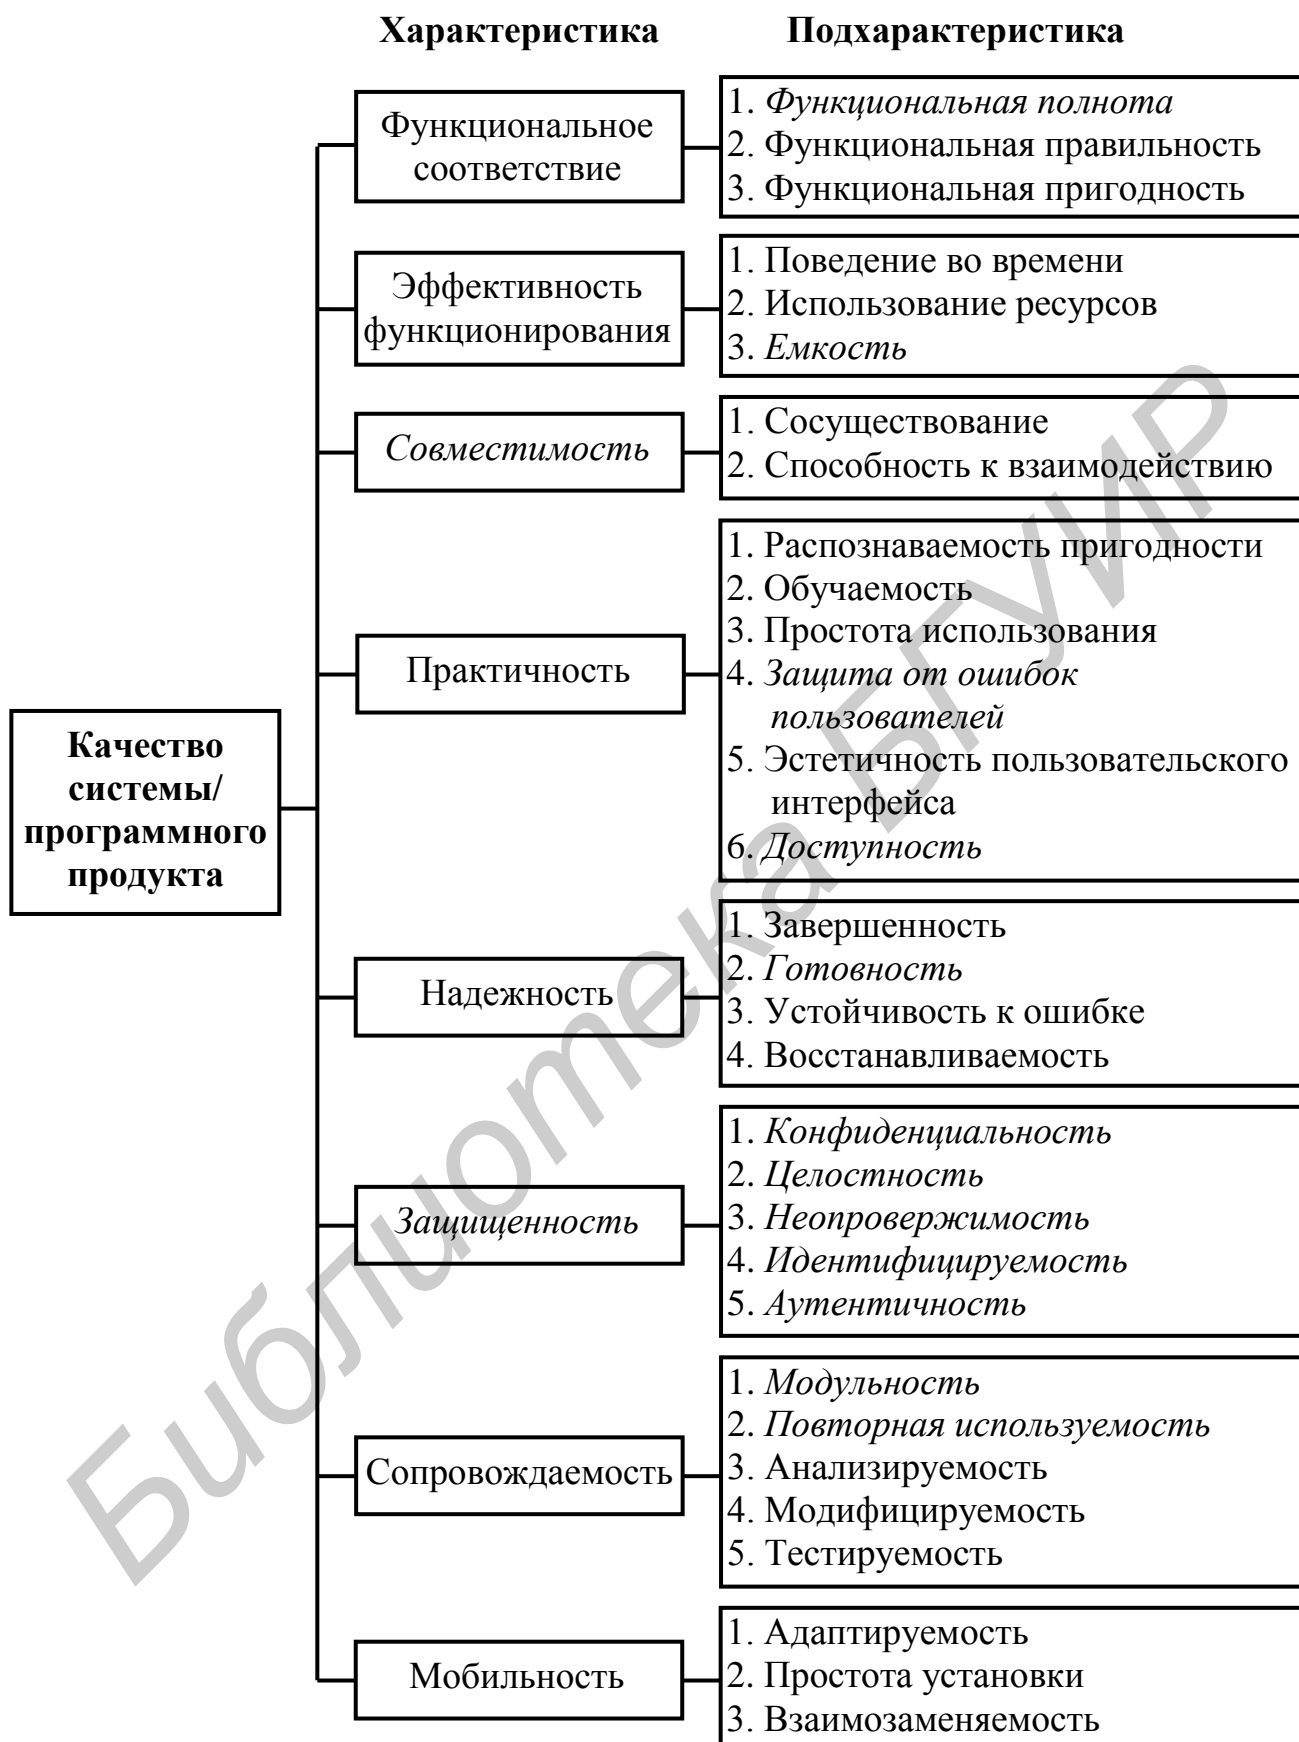 Характеристика Подхарактеристика
Функциональное
соответствие
1. Функциональная полнота
2. Функциональная правильность
3. Функциональная пригодность
Эффективность
функционирования
1. Поведение во времени
2. Использование ресурсов
3. Емкость
Совместимость
1. Сосуществование
2. Способность к взаимодействию
Практичность
1. Распознаваемость пригодности
2. Обучаемость
3. Простота использования
4. Защита от ошибок
пользователей
5. Эстетичность пользовательского
интерфейса
6. Доступность
Качество
системы/
программного
продукта
Надежность
1. Завершенность
2. Готовность
3. Устойчивость к ошибке
4. Восстанавливаемость
Защищенность
1. Конфиденциальность
2. Целостность
3. Неопровержимость
4. Идентифицируемость
5. Аутентичность
Сопровождаемость
1. Модульность
2. Повторная используемость
3. Анализируемость
4. Модифицируемость
5. Тестируемость
Мобильность
1. Адаптируемость
2. Простота установки
3. Взаимозаменяемость
Библиотека БГУИР